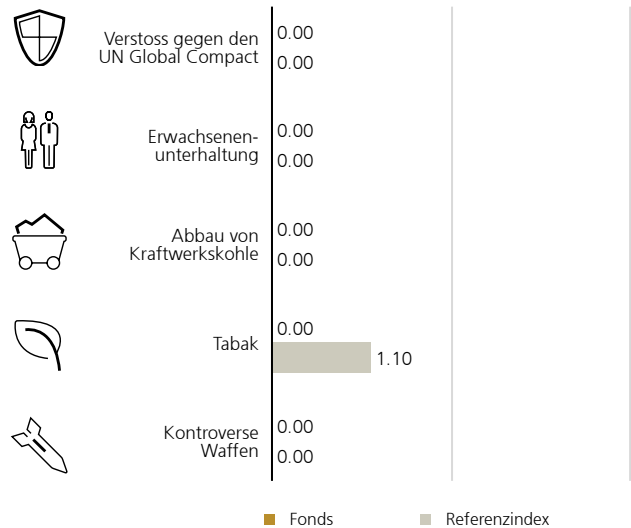 Verstoss gegen den
UN Global Compact
0.00
0.00
Erwachsenen-
unterhaltung
0.00
0.00
Abbau von
Kraftwerkskohle
0.00
0.00
Tabak
0.00
1.10
Kontroverse
Waffen
0.00
0.00
Fonds
Referenzindex